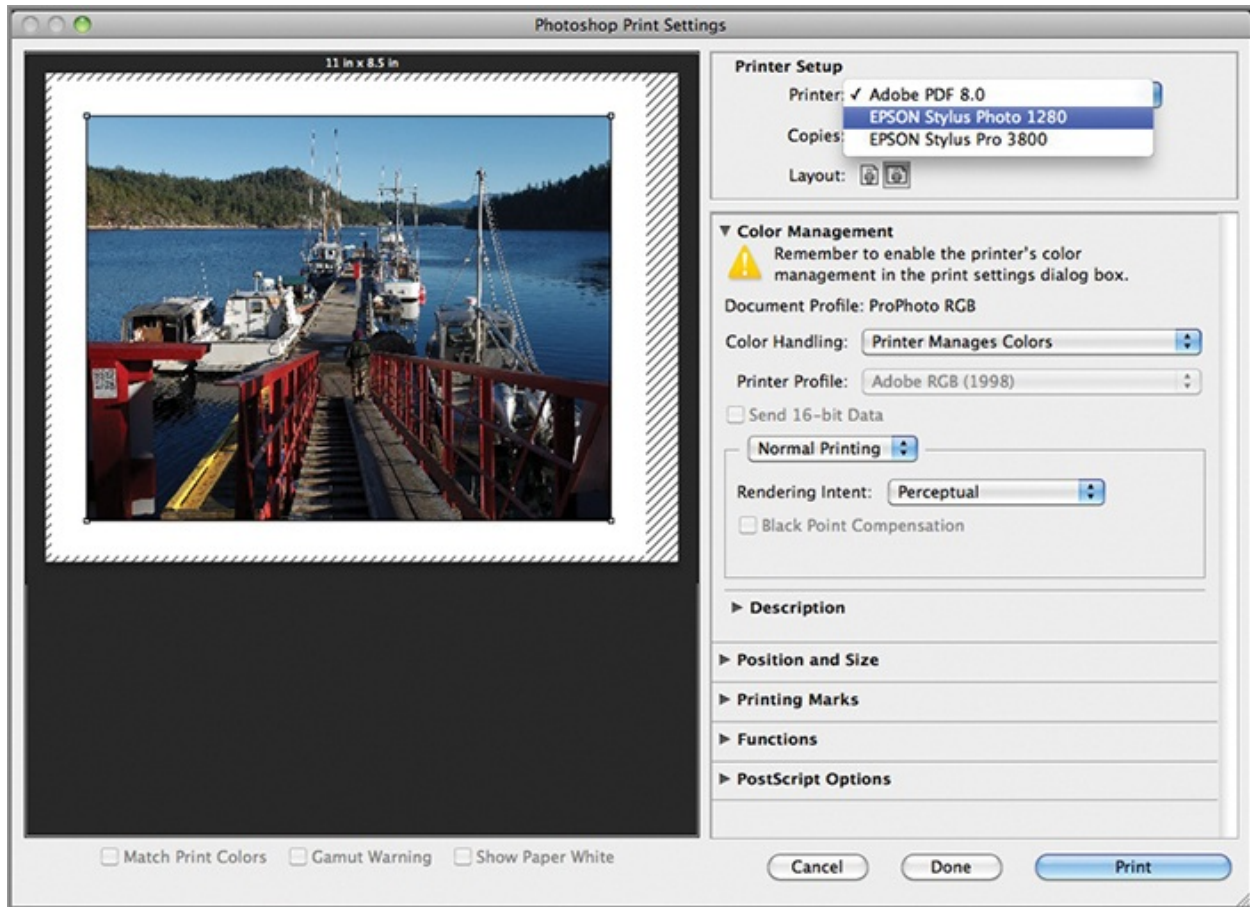 Photoshop Print Settings
11 in x 8.5 in
Printer Setup
Printer: ✓ Adobe PDF 8.0
EPSON Stylus Photo 1280
EPSON Stylus Pro 3800
Copies:
Layout:
Color Management
Remember to enable the printer's color
management in the print settings dialog box.
Document Profile: ProPhoto RGB
Color Handling: Printer Manages Colors
Printer Profile: Adobe RGB (1998)
Send 16-bit Data
Normal Printing
Rendering Intent: Perceptual
Black Point Compensation
Description
Position and Size
Printing Marks
Functions
PostScript Options
Match Print Colors Gamut Warning Show Paper White
Cancel Done Print